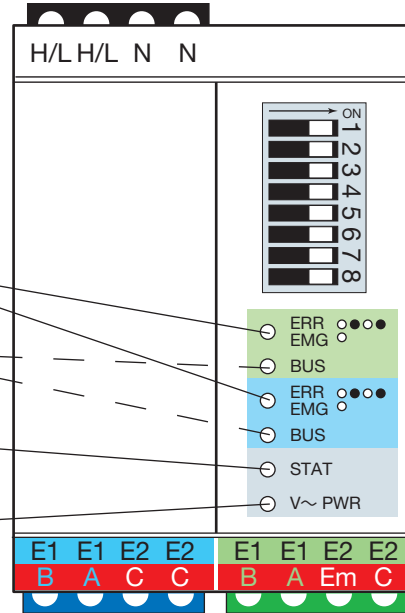 H/L H/L N N
ON
1
2
3
4
5
6
7
8
ERR
EMG
BUS
ERR
EMG
BUS
STAT
V~ PWR
E1 E1 E2 E2 E1 E1 E2 E2
B A C C B A Em C